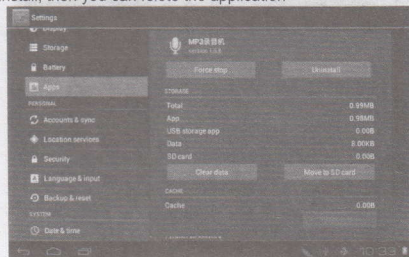 install, then you can relete the application
Settings
Display
Storage
Battery
Apps
PERSONAL
Accounts & sync
Location services
Security
Language & input
Backup & reset
SYSTEM
Date & time
MP3录音机
Force stop
Uninstall
STORAGE
Total 0.99MB
App 0.98MB
USB storage app 0.00B
Data 8.00KB
SD card 0.00B
Clear data
Move to SD card
CACHE
Cache 0.00B
10:33